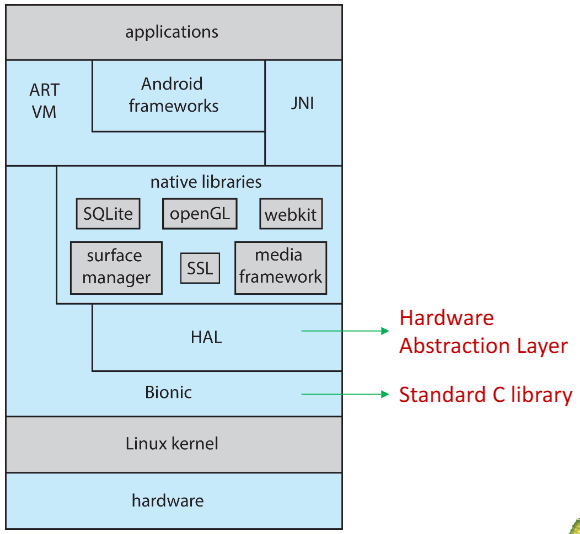 applications
ART
VM
Android
frameworks
JNI
native libraries
SQLite
openGL
webkit
surface
manager
SSL
media
framework
HAL
Hardware
Abstraction Layer
Bionic
Standard C library
Linux kernel
hardware